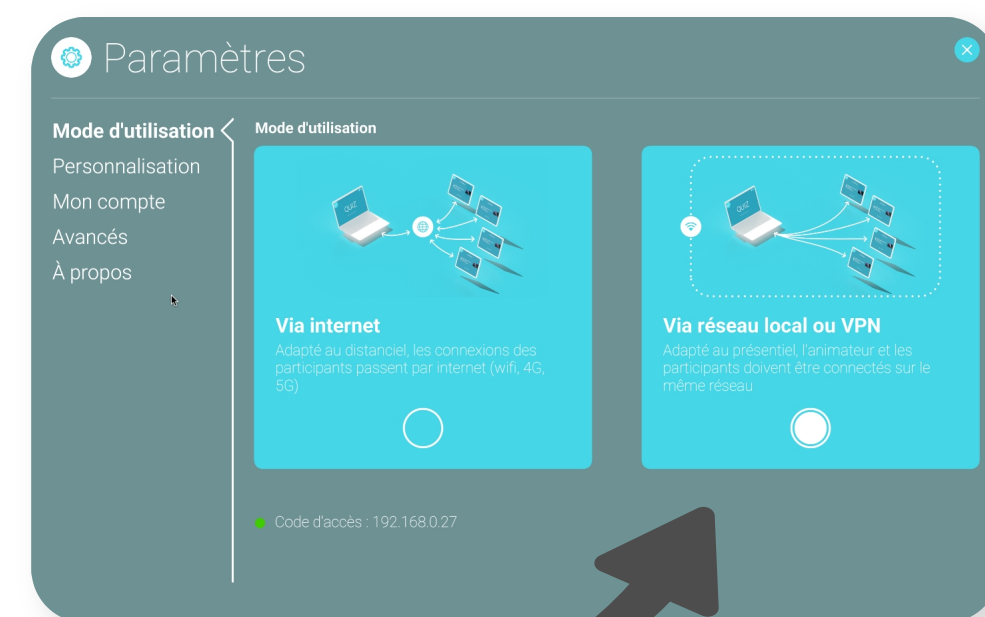 Paramètres
Mode d'utilisation
Personnalisation
Mon compte
Avancés
À propos
Mode d'utilisation
QUIZ
Via internet
Adapté au distanciel, les connexions des
participants passent par internet (wifi, 4G,
5G)
QUIZ
Via réseau local ou VPN
Adapté au présentiel, l'animateur et les
participants doivent être connectés sur le
même réseau
Code d'accès : 192.168.0.27